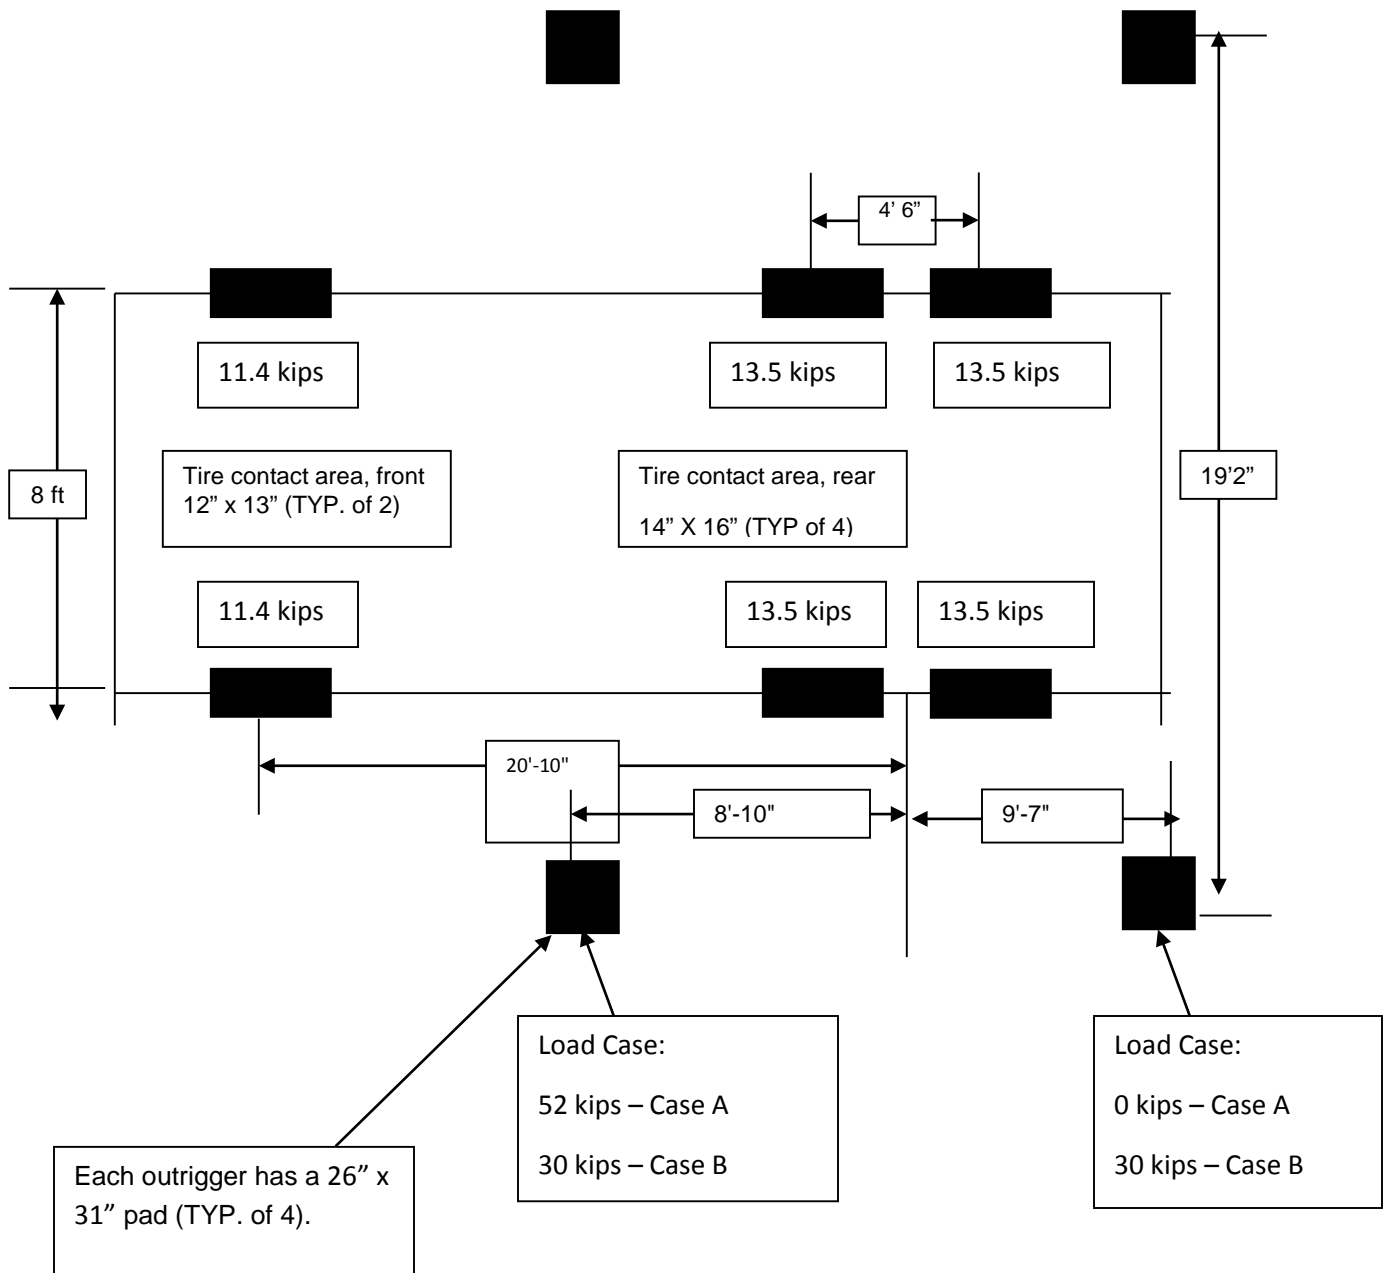 4' 6”
11.4 kips
13.5 kips
13.5 kips
8 ft
Tire contact area, front
12” x 13” (TYP. of 2)
Tire contact area, rear
14” X 16” (TYP of 4)
19’2”
11.4 kips
13.5 kips
13.5 kips
20'-10"
8'-10"
9'-7"
Load Case:
52 kips – Case A
30 kips – Case B
Load Case:
0 kips – Case A
30 kips – Case B
Each outrigger has a 26” x
31” pad (TYP. of 4).